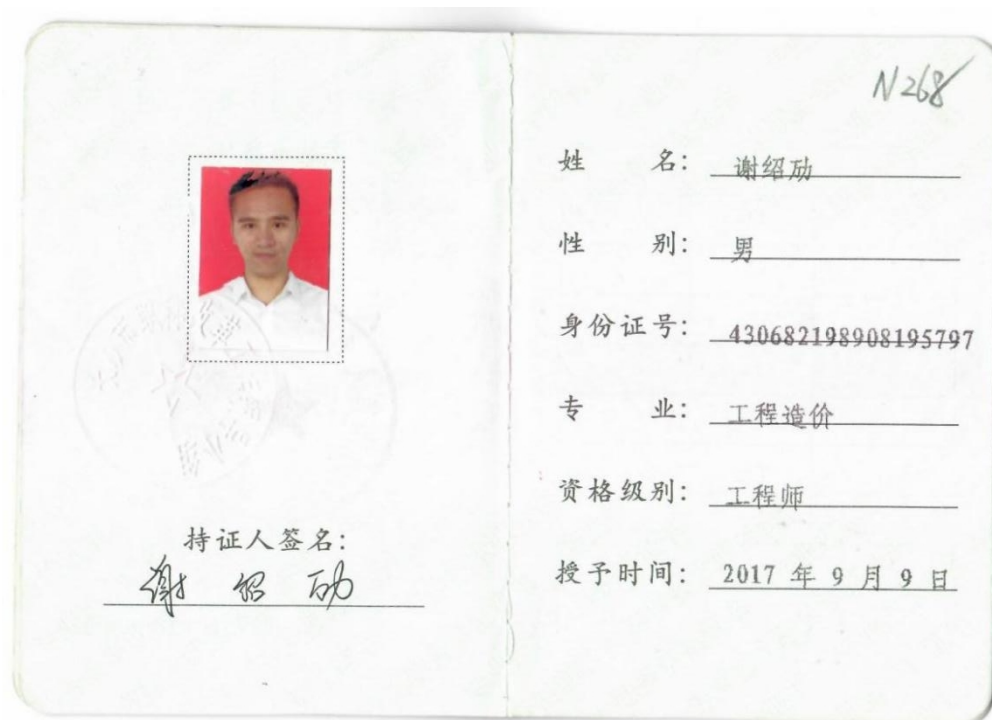 N268
姓 名: 谢绍劢
性 别: 男
身份证号: 430682198908195797
专 业: 工程造价
资格级别: 工程师
授予时间: 2017 年 9 月 9 日
持证人签名:
谢 绍 劢